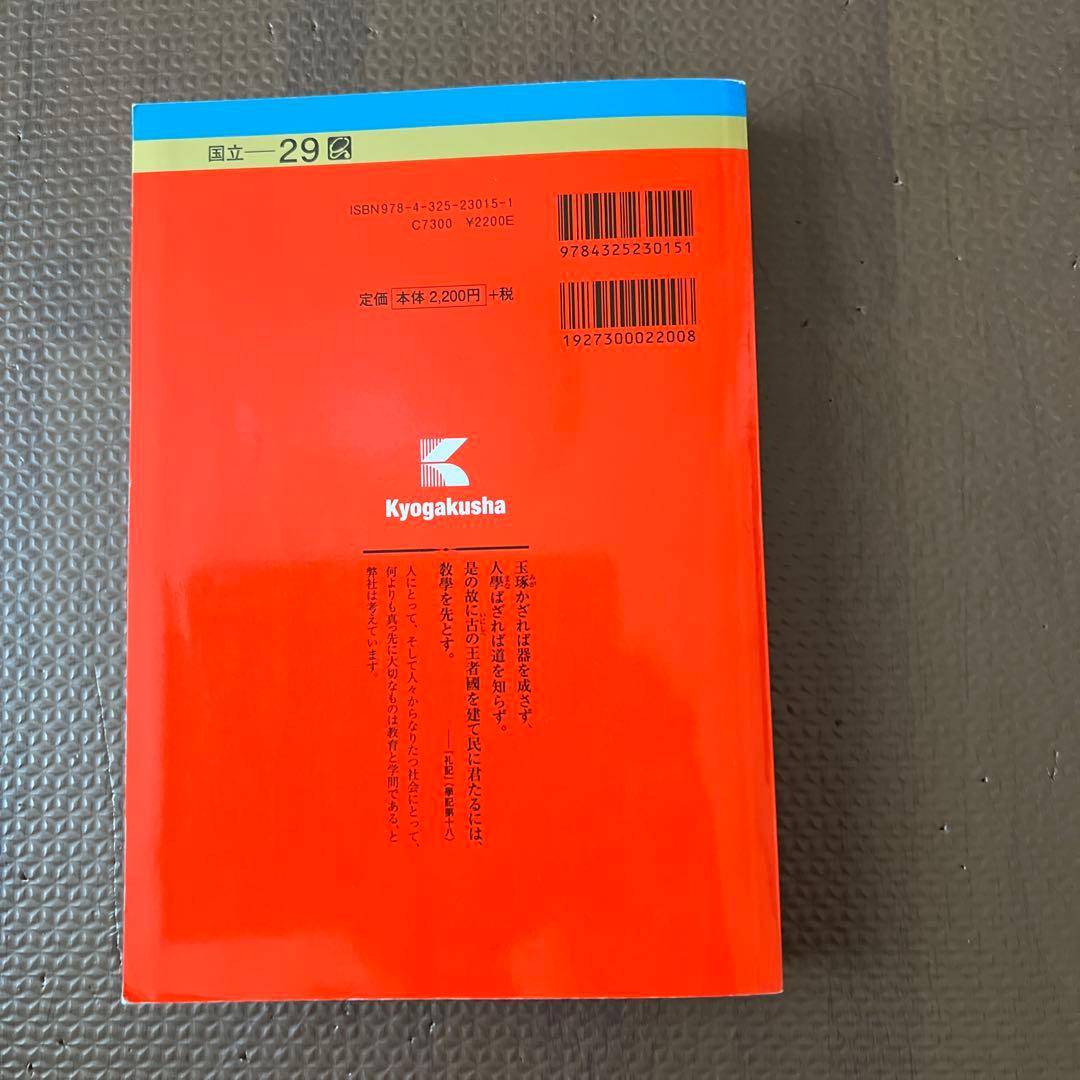 国立─29
ISBN978-4-325-23015-1
C7300 ¥2200E
9784325230151
定価 本体 2,200円 +税
1927300022008
Kyogakusha
玉琢かざれば器を成さず、
人學ばざれば道を知らず。
是の故に古の王者國を建て民に君たるには、
教學を先とす。
──『礼記』(學記第十八)
人にとって、そして人々からなりたつ社会にとって、
何よりも真っ先に大切なものは教育と学問である、と
弊社は考えています。